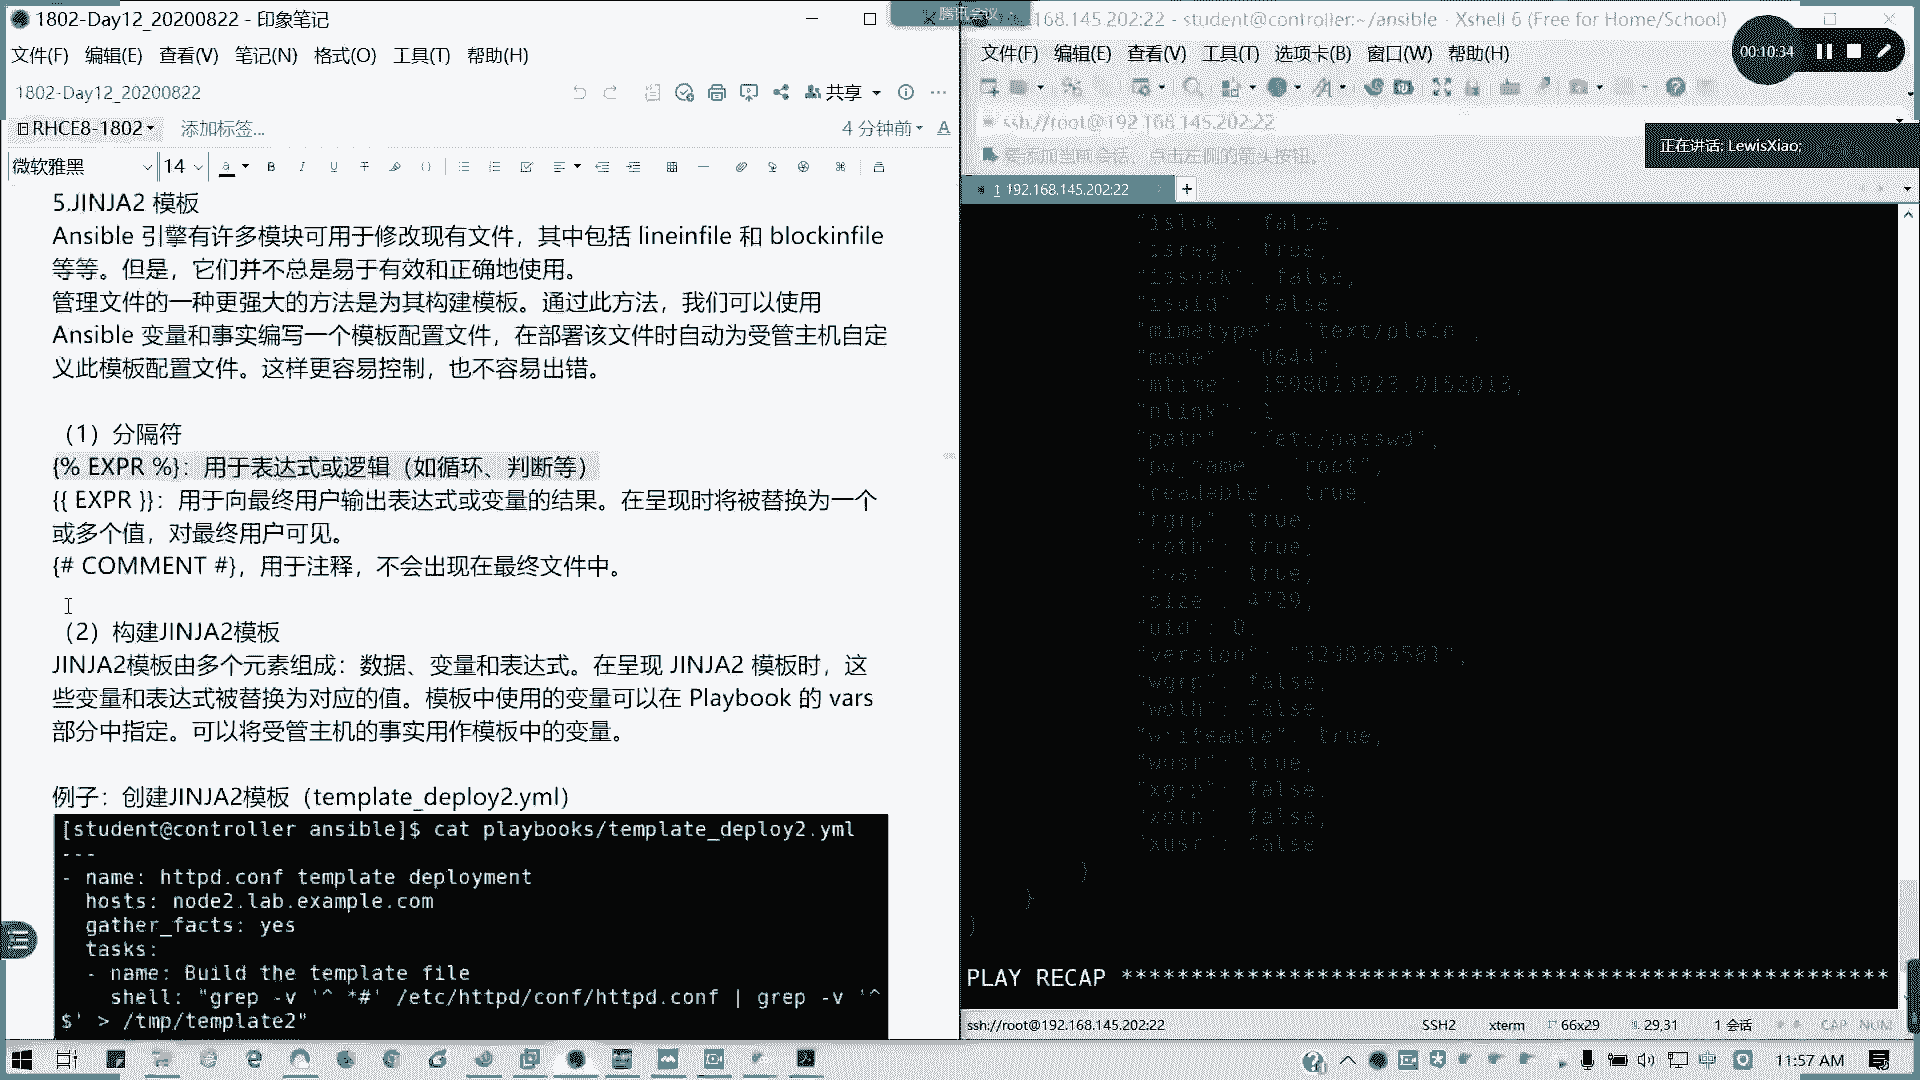 1802-Day12_20200822 - 印象笔记
文件(F) 编辑(E) 查看(V) 笔记(N) 格式(O) 工具(T) 帮助(H)
1802-Day12_20200822
共享
RHCE8-1802
添加标签...
4 分钟前
微软雅黑 14
5.JINJA2 模板
Ansible 引擎有许多模块可用于修改现有文件，其中包括 lineinfile 和 blockinfile
等等。但是，它们并不总是易于有效和正确地使用。
管理文件的一种更强大的方法是为其构建模板。通过此方法，我们可以使用
Ansible 变量和事实编写一个模板配置文件，在部署该文件时自动为受管主机自定
义此模板配置文件。这样更容易控制，也不容易出错。
（1）分隔符
{% EXPR %}：用于表达式或逻辑（如循环、判断等）
{{ EXPR }}：用于向最终用户输出表达式或变量的结果。在呈现时将被替换为一个
或多个值，对最终用户可见。
{# COMMENT #}，用于注释，不会出现在最终文件中。
（2）构建JINJA2模板
JINJA2模板由多个元素组成：数据、变量和表达式。在呈现 JINJA2 模板时，这
些变量和表达式被替换为对应的值。模板中使用的变量可以在 Playbook 的 vars
部分中指定。可以将受管主机的事实用作模板中的变量。
例子：创建JINJA2模板（template_deploy2.yml）
[student@controller ansible]$ cat playbooks/template_deploy2.yml
---
- name: httpd.conf template deployment
hosts: node2.lab.example.com
gather_facts: yes
tasks:
- name: Build the template file
shell: "grep -v '^ *#' /etc/httpd/conf/httpd.conf | grep -v '^
$' > /tmp/template2"
腾讯会议
168.145.202:22 - student@controller:~/ansible - Xshell 6 (Free for Home/School)
文件(F) 编辑(E) 查看(V) 工具(T) 选项卡(B) 窗口(W) 帮助(H)
00:10:34
ssh://root@192.168.145.202:22
要添加当前会话，点击左侧的箭头按钮。
正在讲话: LewisXiao;
1 192.168.145.202:22
"islnk": false,
"isreg": true,
"issock": false,
"isuid": false,
"mimetype": "text/plain",
"mode": "0644",
"mtime": 1598013923.9152013,
"nlink": 1
"path": "/etc/passwd",
"pw_name": "root",
"readable": true,
"rgrp": true,
"roth": true,
"rusr": true,
"size": 4729,
"uid": 0,
"version": "3298363581",
"wgrp": false,
"woth": false,
"writeable": true,
"wusr": true,
"xgrp": false,
"xoth": false,
"xusr": false
}
}
}
PLAY RECAP *******************************************************
ssh://root@192.168.145.202:22 SSH2 xterm 66x29 29,31 1 会话 CAP NUM
中 11:57 AM